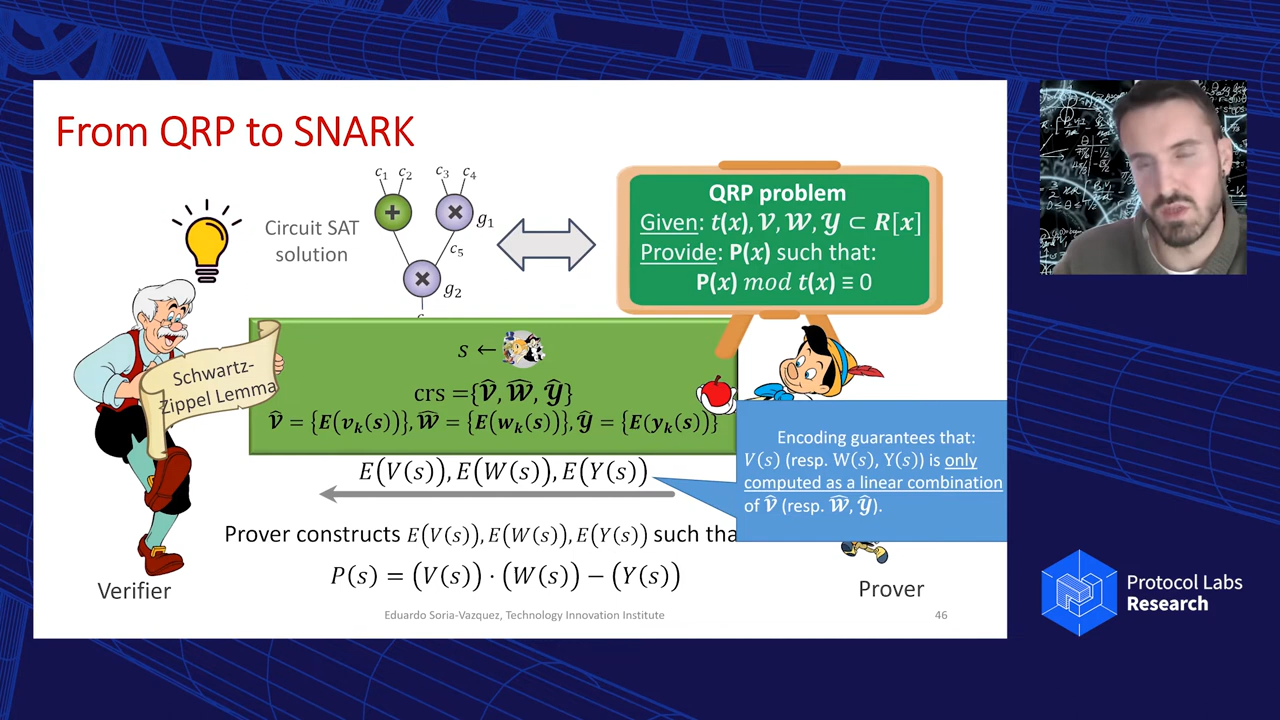 From QRP to SNARK
Circuit SAT
solution
c₁ c₂ c₃ c₄
+
×
g₁
c₅
×
g₂
QRP problem
Given: t(x), 𝓥, 𝓦, 𝓨 ⊂ R[x]
Provide: P(x) such that:
P(x) mod t(x) ≡ 0
Schwartz-
Zippel Lemma
s ←
crs ={𝓥̂, 𝓦̂, 𝓨̂}
𝓥̂ = {E(vₖ(s))}, 𝓦̂ = {E(wₖ(s))}, 𝓨̂ = {E(yₖ(s))}
E(V(s)), E(W(s)), E(Y(s))
Encoding guarantees that:
V(s) (resp. W(s), Y(s)) is only
computed as a linear combination
of 𝓥̂ (resp. 𝓦̂, 𝓨̂).
Prover constructs E(V(s)), E(W(s)), E(Y(s)) such tha
P(s) = (V(s)) · (W(s)) − (Y(s))
Verifier
Prover
Eduardo Soria-Vazquez, Technology Innovation Institute
46
Protocol Labs
Research